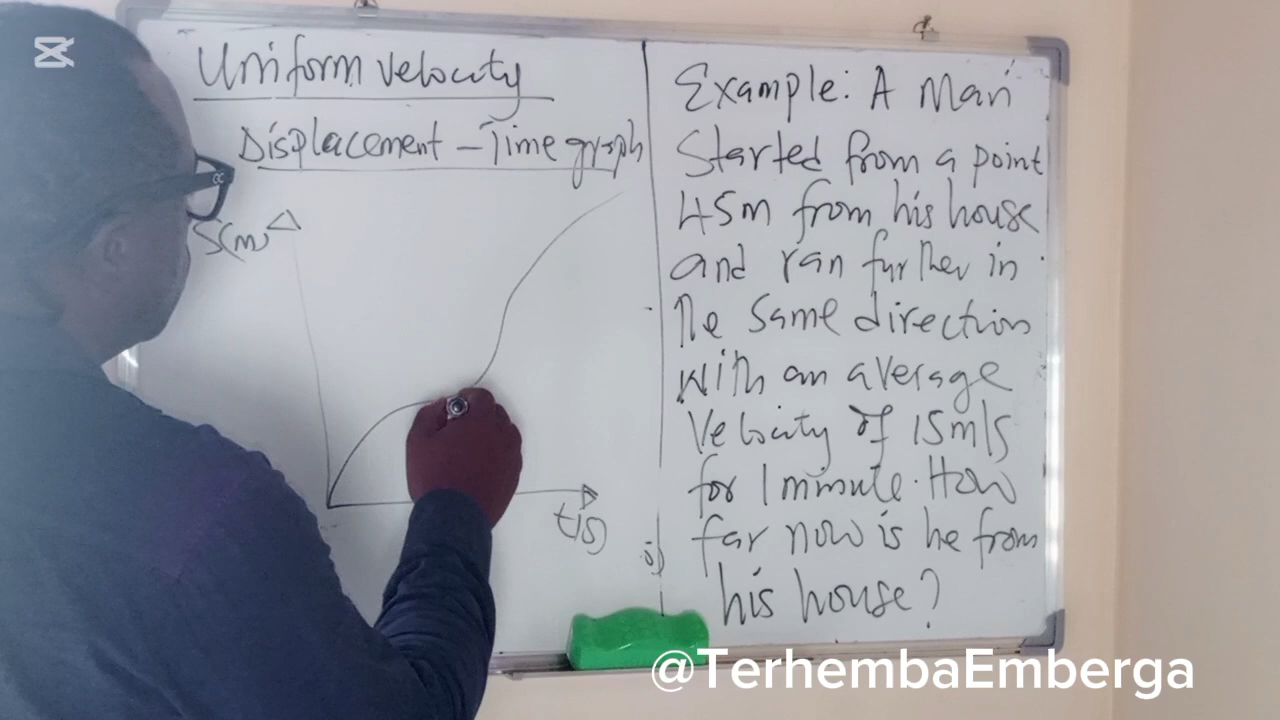 Uniform velocity
Displacement - Time graph
S(m)
t(s)
Example: A Man
Started from a point
45m from his house
and ran further in
The same direction
with an average
Velocity of 15m/s
for 1 minute. How
far now is he from
his house?
@TerhembaEmberga